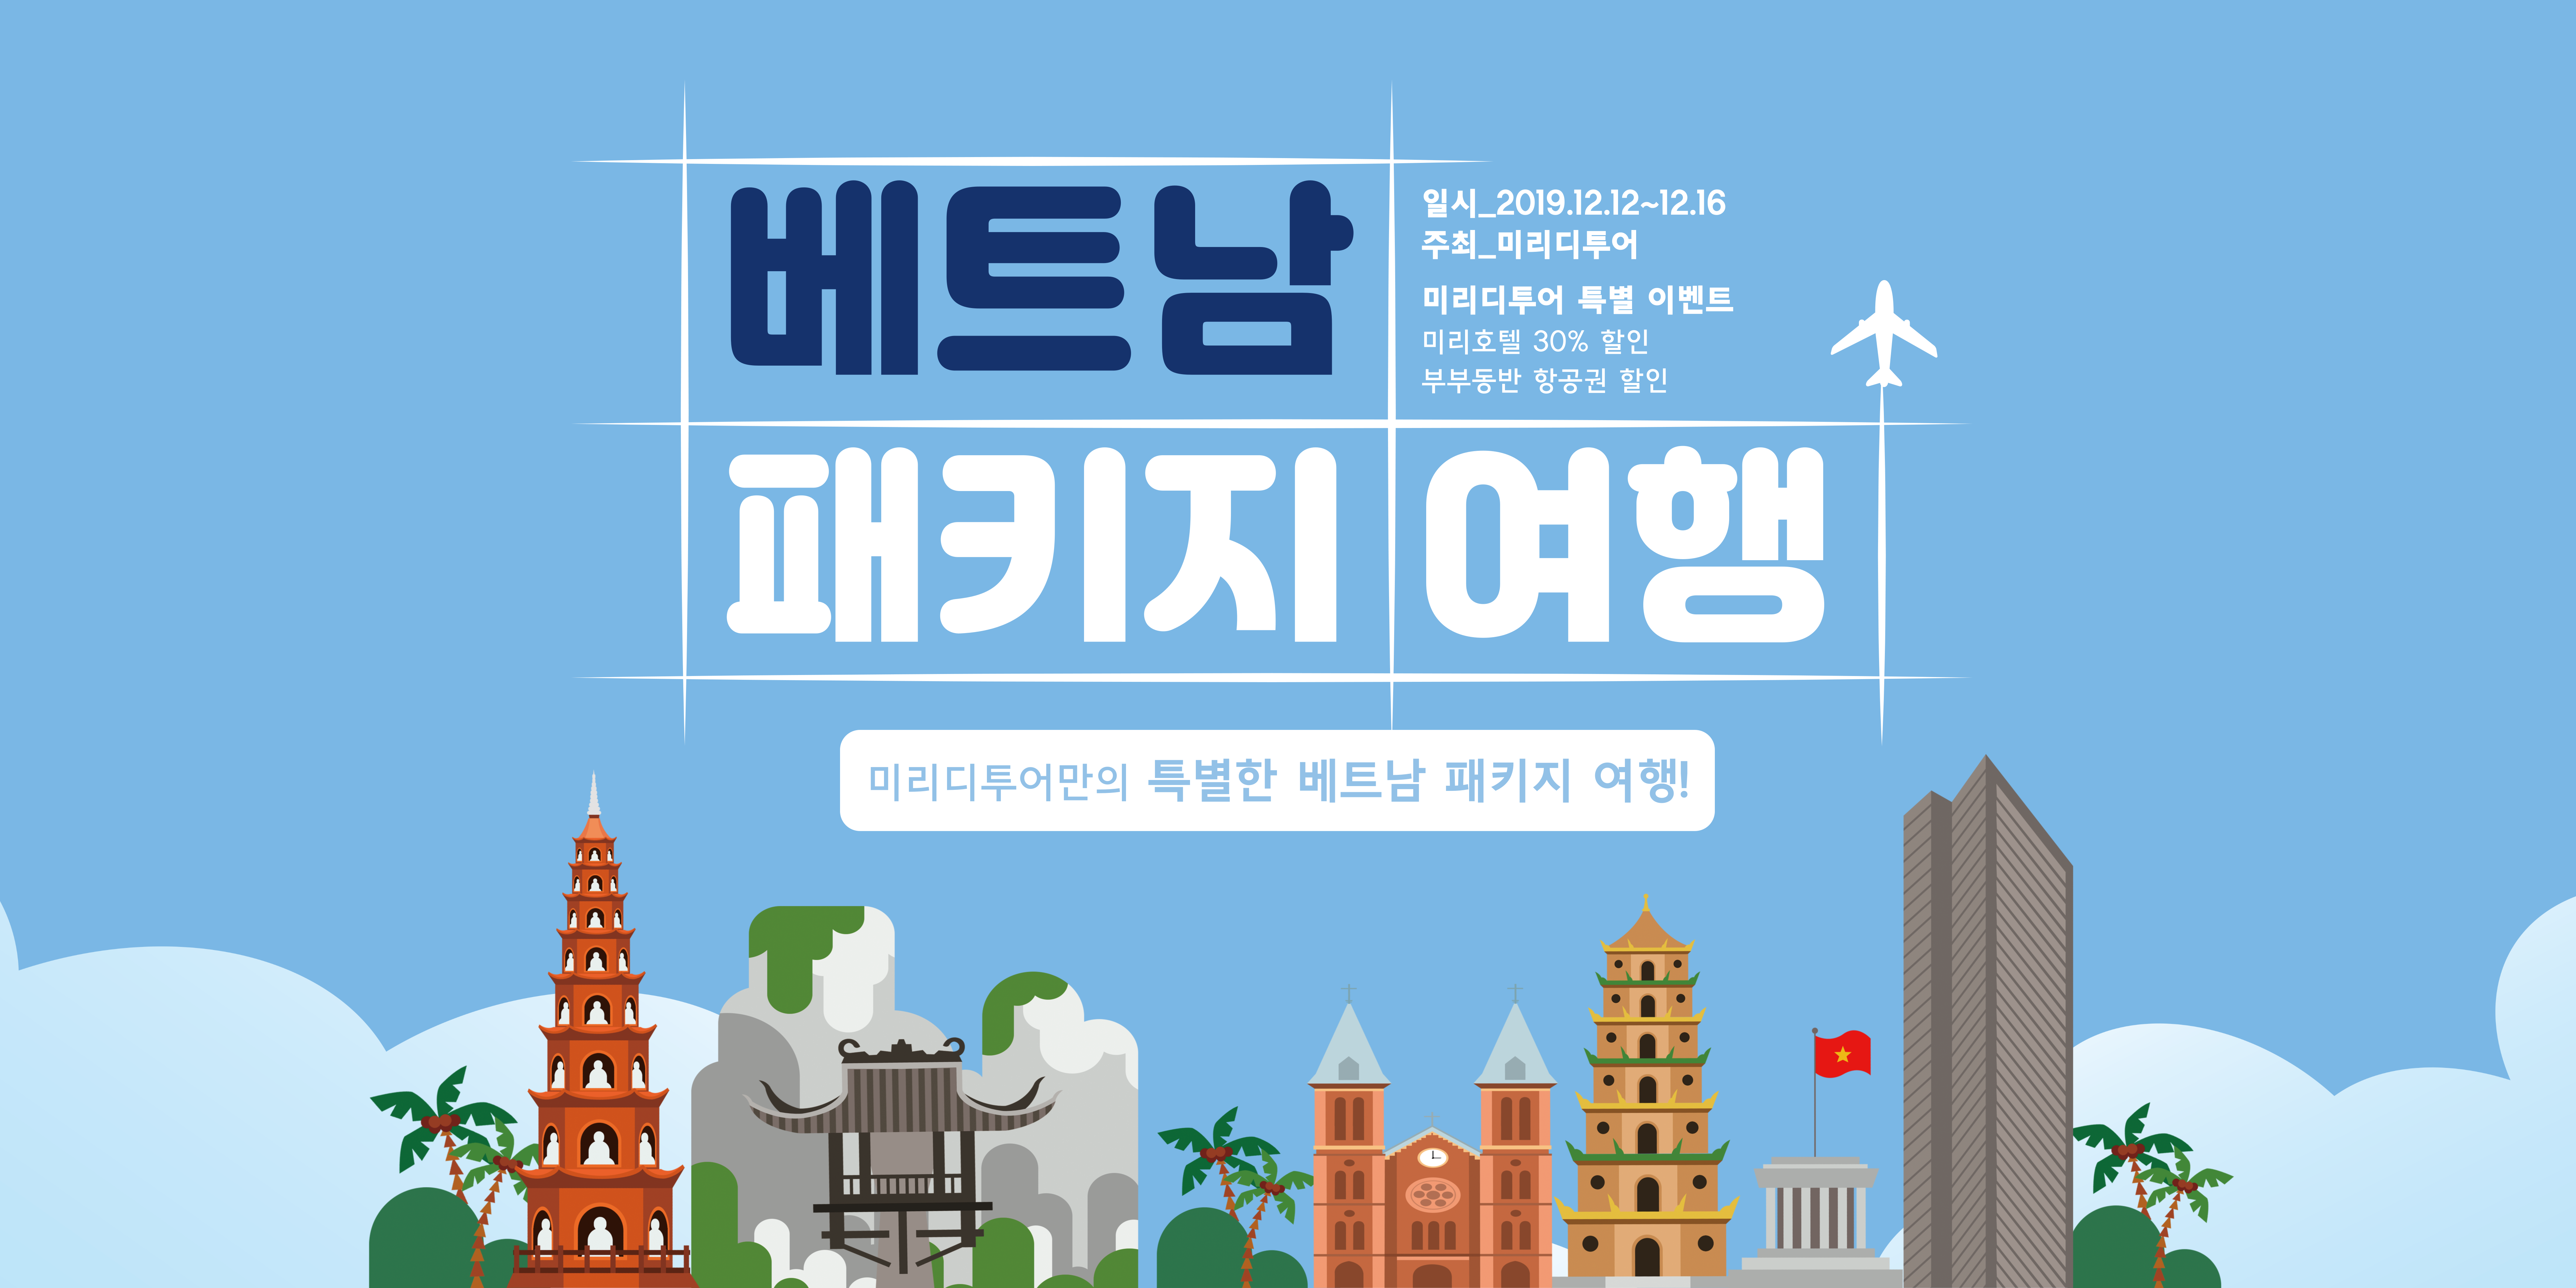 베트남
일시_2019.12.12~12.16
주최_미리디투어
미리디투어 특별 이벤트
미리호텔 30% 할인
부부동반 항공권 할인
패키지 여행
미리디투어만의 특별한 베트남 패키지 여행!